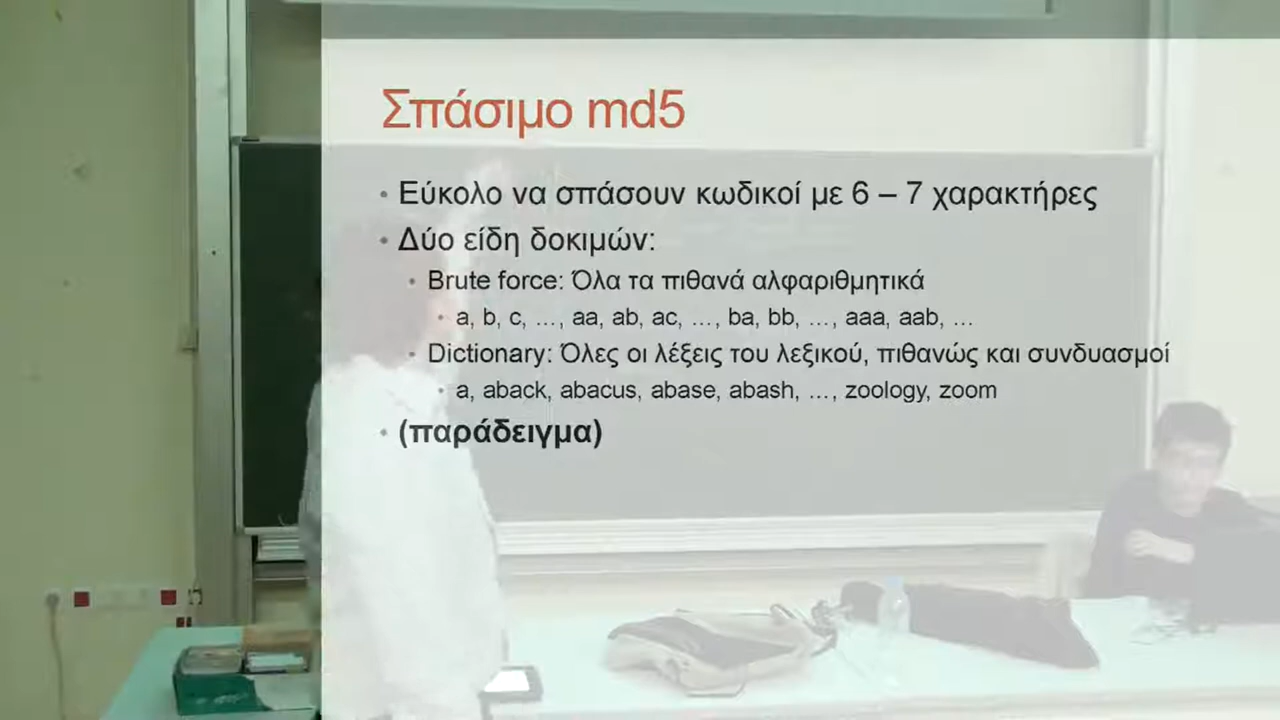 Σπάσιμο md5
• Εύκολο να σπάσουν κωδικοί με 6 – 7 χαρακτήρες
• Δύο είδη δοκιμών:
• Brute force: Όλα τα πιθανά αλφαριθμητικά
• a, b, c, …, aa, ab, ac, …, ba, bb, …, aaa, aab, …
• Dictionary: Όλες οι λέξεις του λεξικού, πιθανώς και συνδυασμοί
• a, aback, abacus, abase, abash, …, zoology, zoom
• (παράδειγμα)